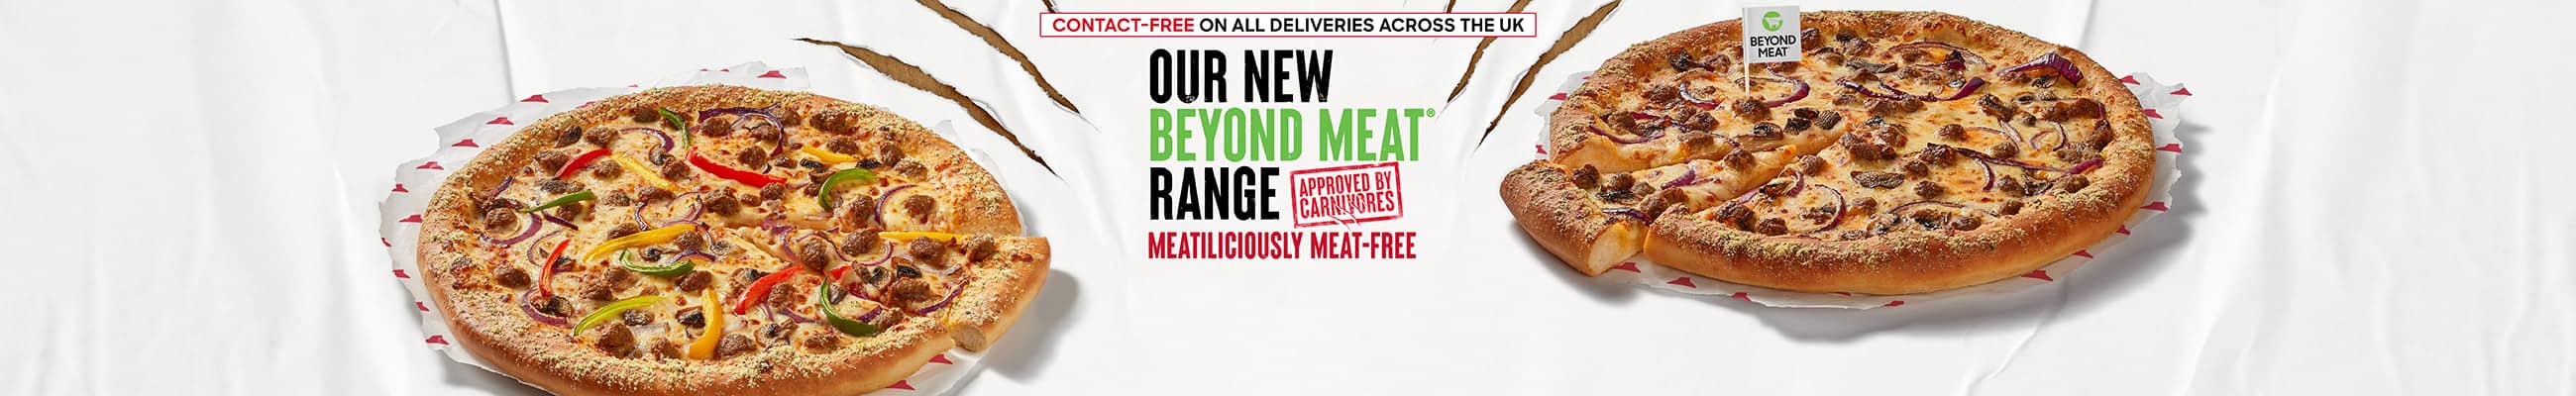 CONTACT-FREE ON ALL DELIVERIES ACROSS THE UK
OUR NEW
BEYOND MEAT®
RANGE
APPROVED BY
CARNIVORES
MEATILICIOUSLY MEAT-FREE
BEYOND
MEAT